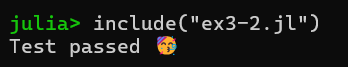 julia> include("ex3-2.jl")
Test passed 🥳